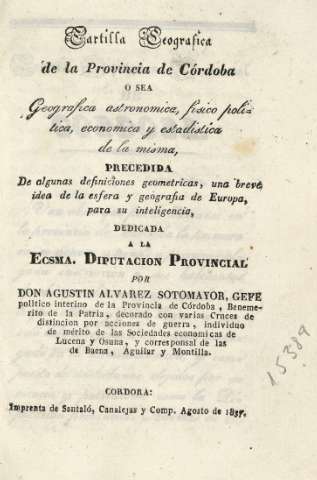 Cartilla Geografica
de la Provincia de Córdoba
O SEA
Geografica astronomica, fisico poli=
tica, economica y estadistica
de la misma,
PRECEDIDA
De algunas definiciones geometricas, una breve
idea de la esfera y geógrafia de Europa,
para su inteligencia,
DEDICADA
A LA
ECSMA. DIPUTACION PROVINCIAL
POR
DON AGUSTIN ALVAREZ SOTOMAYOR, GEFE
politico interino de la Provincia de Córdoba, Beneme-
rito de la Patria, decorado con varias Cruces de
distincion por acciones de guerra, individuo
de mérito de las Sociedades economicas de
Lucena y Osuna, y corresponsal de las
de Baena, Aguilar y Montilla.
CORDOBA:
Imprenta de Santaló, Canalejas y Comp. Agosto de 1837.
15389